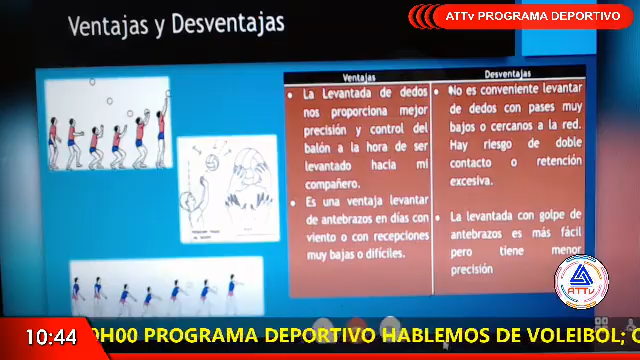 ATTv PROGRAMA DEPORTIVO
Ventajas y Desventajas
Ventajas
• La Levantada de dedos
nos proporciona mejor
precisión y control del
balón a la hora de ser
levantado hacia mi
compañero.
• Es una ventaja levantar
de antebrazos en días con
viento o con recepciones
muy bajas o difíciles.
Desventajas
• No es conveniente levantar
de dedos con pases muy
bajos o cercanos a la red.
Hay riesgo de doble
contacto o retención
excesiva.
• La levantada con golpe de
antebrazos es más fácil
pero tiene menor
precisión
ATTv
10:44
9H00 PROGRAMA DEPORTIVO HABLEMOS DE VOLEIBOL;